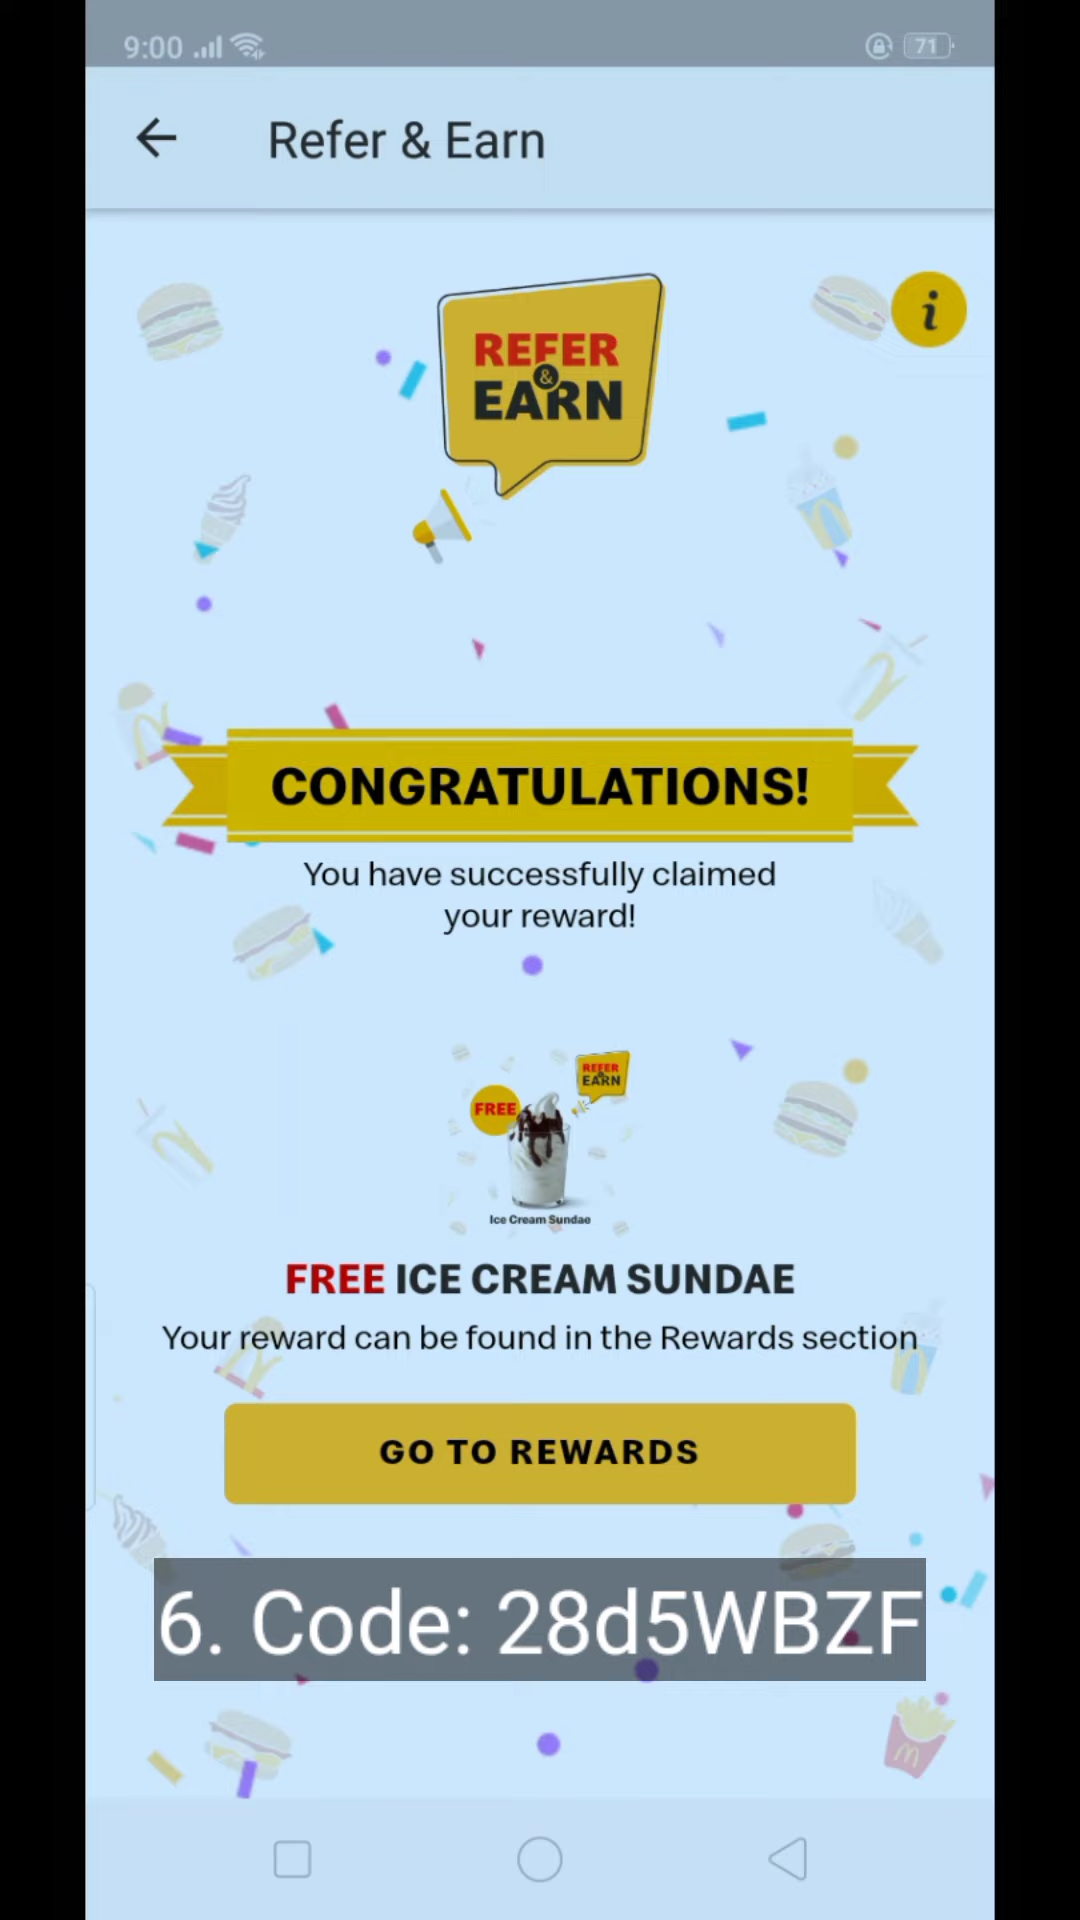 9:00
71
Refer & Earn
i
REFER
&
EARN
CONGRATULATIONS!
You have successfully claimed
your reward!
REFER
&
EARN
FREE
Ice Cream Sundae
FREE ICE CREAM SUNDAE
Your reward can be found in the Rewards section
GO TO REWARDS
6. Code: 28d5WBZF